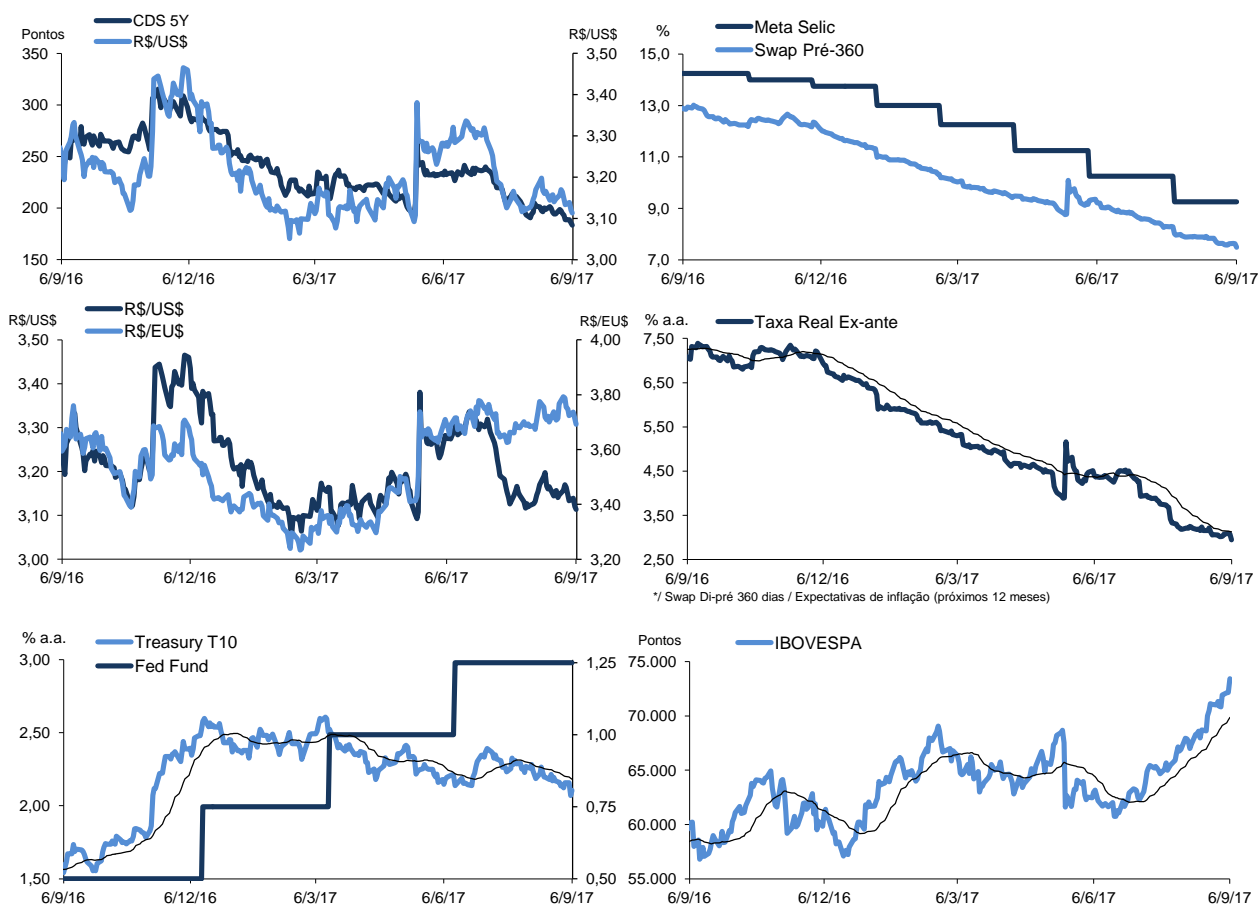 CDS 5Y
R$/US$
Pontos
R$/US$
350
300
250
200
150
3,50
3,40
3,30
3,20
3,10
3,00
6/9/16 6/12/16 6/3/17 6/6/17 6/9/17
Meta Selic
Swap Pré-360
%
15,0
13,0
11,0
9,0
7,0
6/9/16 6/12/16 6/3/17 6/6/17 6/9/17
R$/US$
R$/EU$
R$/US$
R$/EU$
3,50
3,40
3,30
3,20
3,10
3,00
4,00
3,80
3,60
3,40
3,20
6/9/16 6/12/16 6/3/17 6/6/17 6/9/17
% a.a.
Taxa Real Ex-ante
7,50
6,50
5,50
4,50
3,50
2,50
6/9/16 6/12/16 6/3/17 6/6/17 6/9/17
*/ Swap Di-pré 360 dias / Expectativas de inflação (próximos 12 meses)
% a.a.
Treasury T10
Fed Fund
3,00
2,50
2,00
1,50
1,25
1,00
0,75
0,50
6/9/16 6/12/16 6/3/17 6/6/17 6/9/17
Pontos
IBOVESPA
75.000
70.000
65.000
60.000
55.000
6/9/16 6/12/16 6/3/17 6/6/17 6/9/17